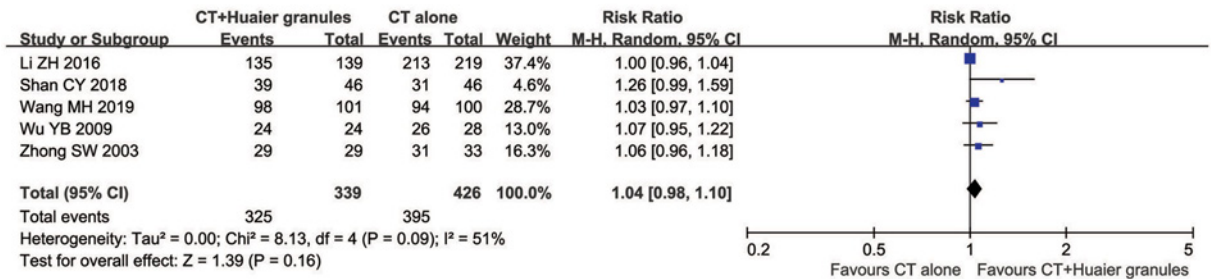 CT+Huaier granules CT alone Risk Ratio Risk Ratio
Study or Subgroup Events Total Events Total Weight M-H, Random, 95% CI M-H, Random, 95% CI
Li ZH 2016 135 139 213 219 37.4% 1.00 [0.96, 1.04]
Shan CY 2018 39 46 31 46 4.6% 1.26 [0.99, 1.59]
Wang MH 2019 98 101 94 100 28.7% 1.03 [0.97, 1.10]
Wu YB 2009 24 24 26 28 13.0% 1.07 [0.95, 1.22]
Zhong SW 2003 29 29 31 33 16.3% 1.06 [0.96, 1.18]
Total (95% CI) 339 426 100.0% 1.04 [0.98, 1.10]
Total events 325 395
Heterogeneity: Tau² = 0.00; Chi² = 8.13, df = 4 (P = 0.09); I² = 51%
Test for overall effect: Z = 1.39 (P = 0.16)
0.2 0.5 1 2 5
Favours CT alone Favours CT+Huaier granules